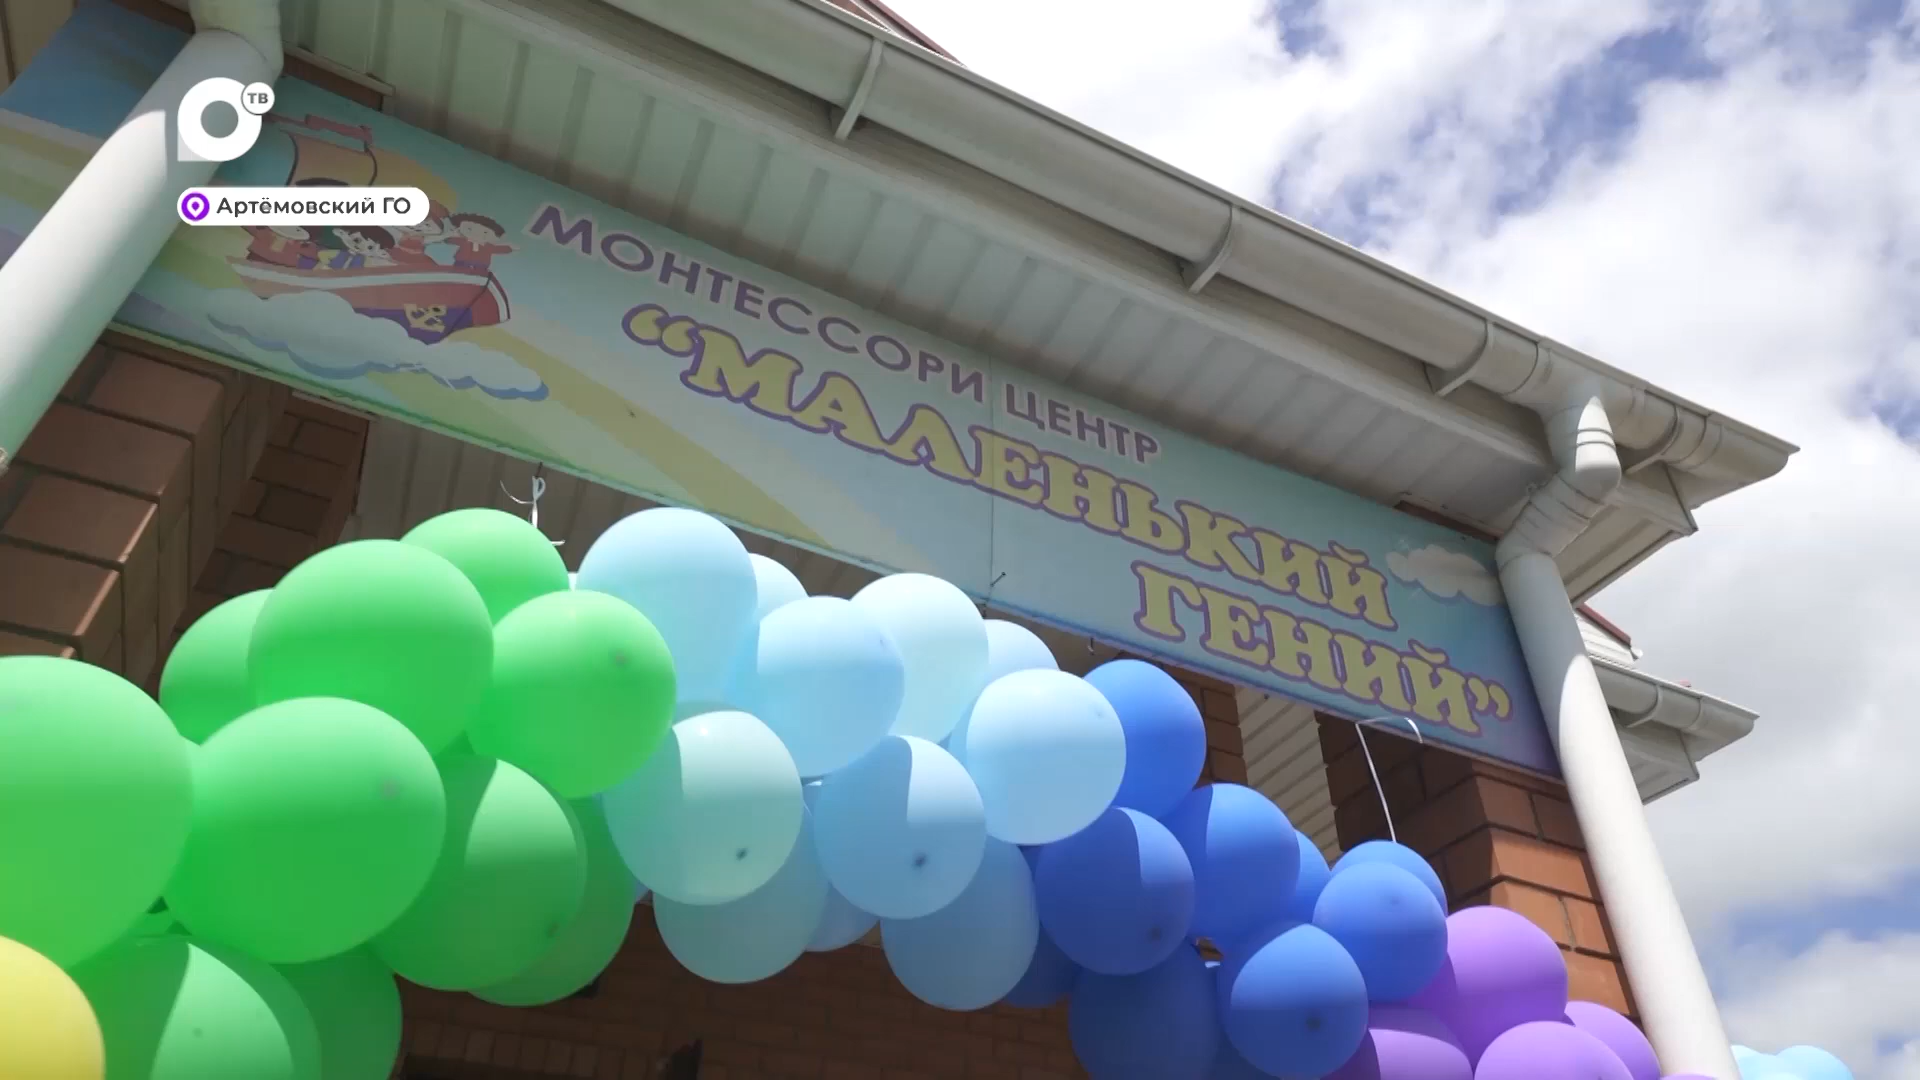 ТВ
Артёмовский ГО
МОНТЕССОРИ ЦЕНТР
“МАЛЕНЬКИЙ
ГЕНИЙ”